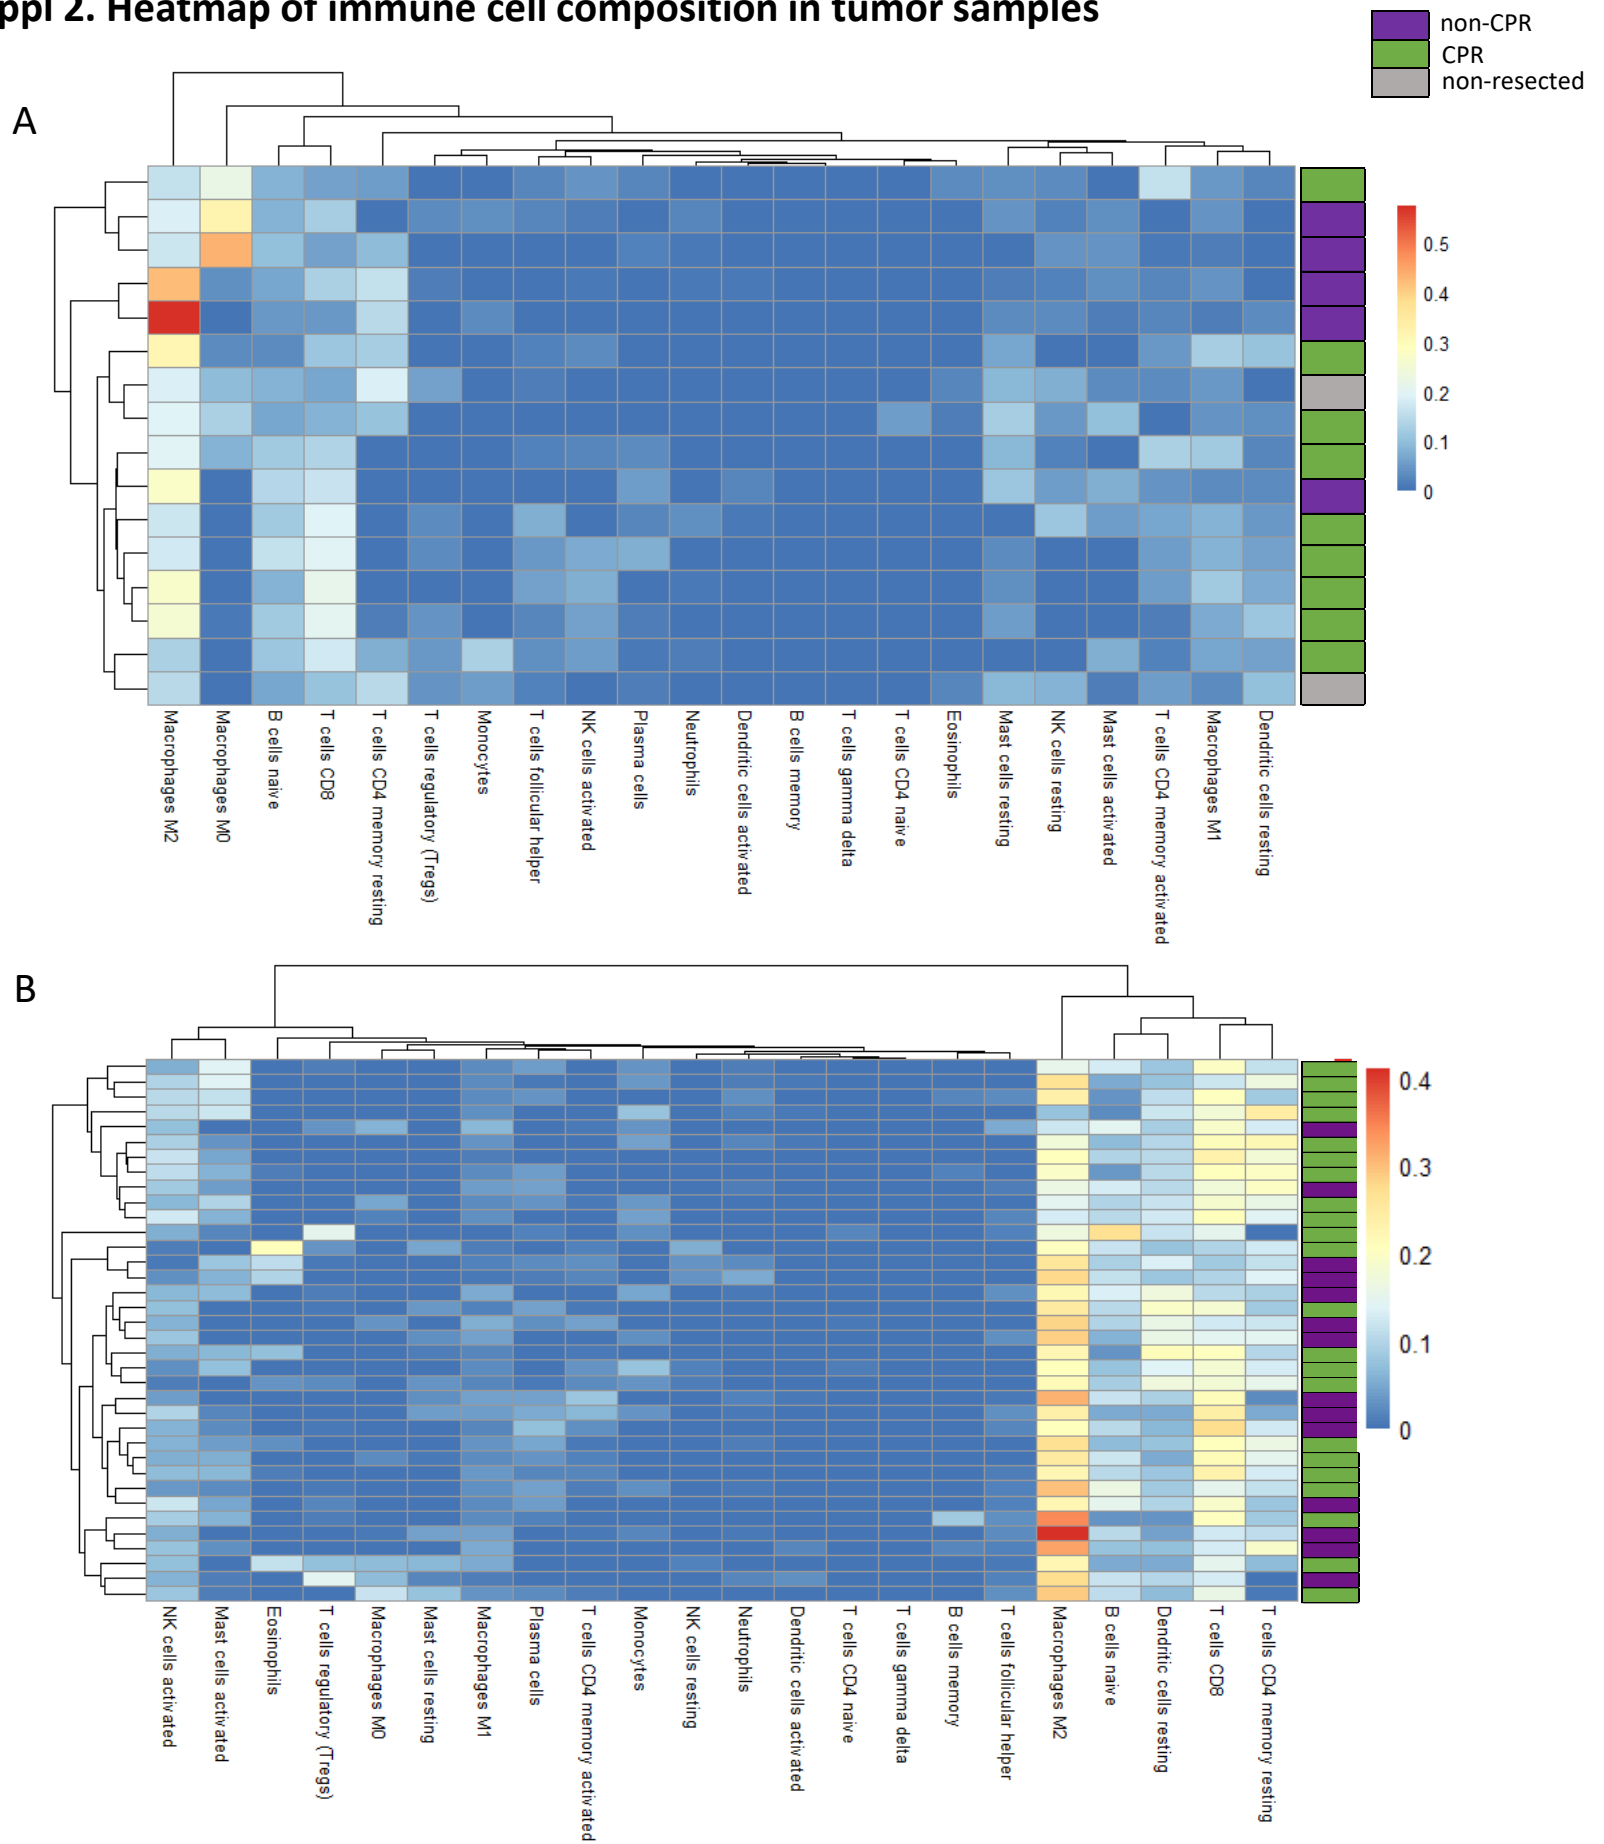 ppl 2. Heatmap of immune cell composition in tumor samples
non-CPR
CPR
non-resected
A
0.5
0.4
0.3
0.2
0.1
0
Macrophages M2
Macrophages M0
B cells naive
T cells CD8
T cells CD4 memory resting
T cells regulatory (Tregs)
Monocytes
T cells follicular helper
NK cells activated
Plasma cells
Neutrophils
Dendritic cells activated
B cells memory
T cells gamma delta
T cells CD4 naive
Eosinophils
Mast cells resting
NK cells resting
Mast cells activated
T cells CD4 memory activated
Macrophages M1
Dendritic cells resting
B
0.4
0.3
0.2
0.1
0
NK cells activated
Mast cells activated
Eosinophils
T cells regulatory (Tregs)
Macrophages M0
Mast cells resting
Macrophages M1
Plasma cells
T cells CD4 memory activated
Monocytes
NK cells resting
Neutrophils
Dendritic cells activated
T cells CD4 naive
T cells gamma delta
B cells memory
T cells follicular helper
Macrophages M2
B cells naive
Dendritic cells resting
T cells CD8
T cells CD4 memory resting